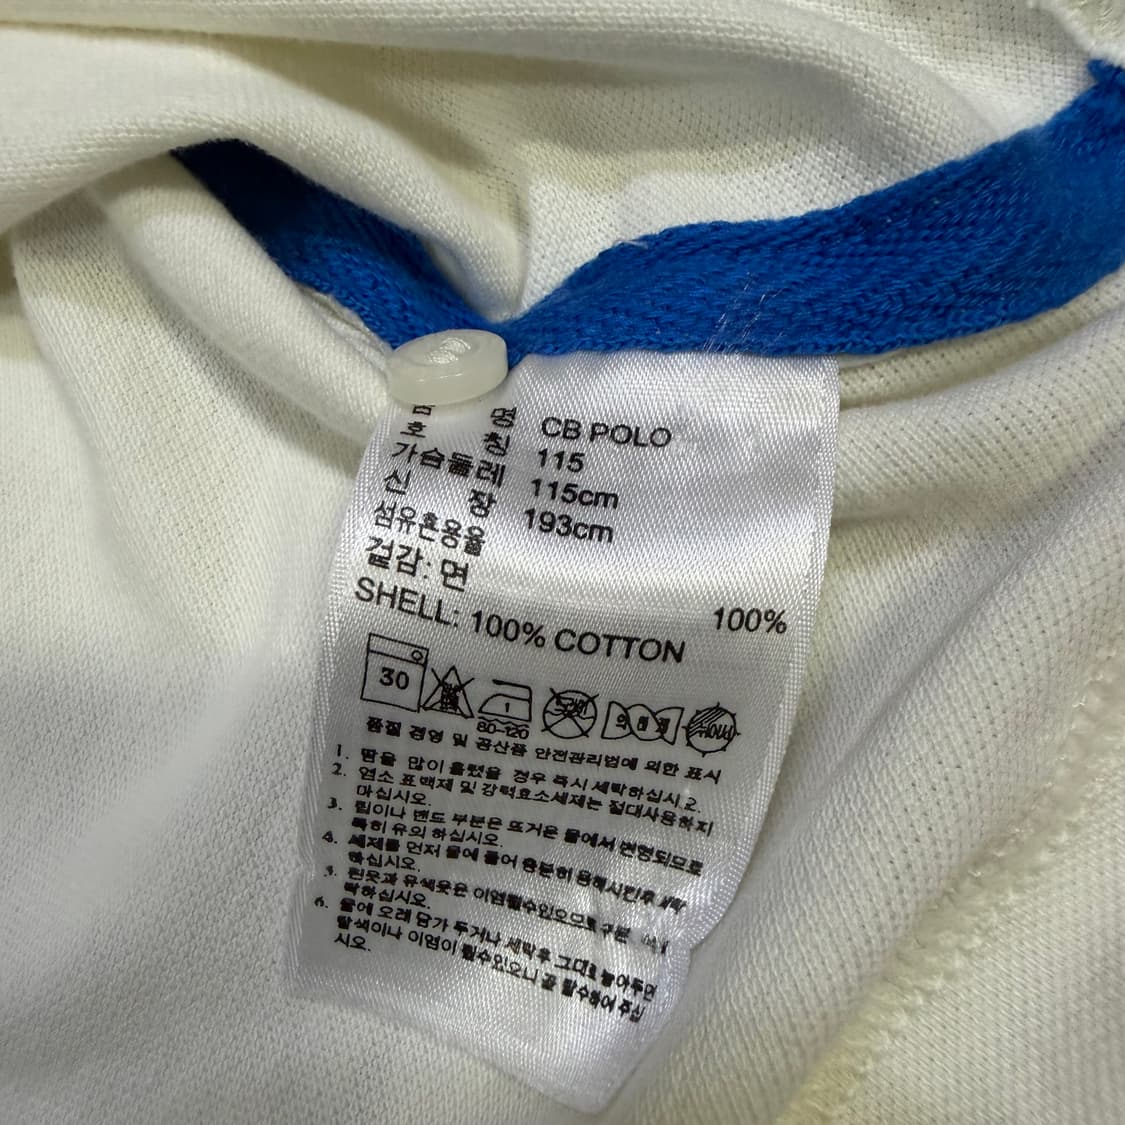 품 명 CB POLO
호 칭 115
가슴둘레 115cm
신 장 193cm
섬유혼용율
겉감: 면 100%
SHELL: 100% COTTON
30 80-120
품질 경영 및 공산품 안전관리법에 의한 표시
1. 땀을 많이 흘렸을 경우 즉시 세탁하십시오.
2. 염소 표백제 및 강력효소세제는 절대사용하지
마십시오.
3. 립이나 밴드 부분은 뜨거운 물에서 변형되므로
특히 유의 하십시오.
4. 세제를 먼저 물에 풀어 충분히 용해시킨후 세탁
하십시오.
5. 흰옷과 유색옷은 이염될수있으므로 구분
탁하십시오.
6. 물에 오래 담가 두거나 세탁후 그대로 놓아두면
탈색이나 이염이 될수있으니 곧 탈수하여 주십
시오.